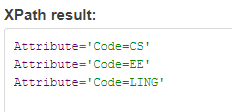 XPath result:
Attribute='Code=CS'
Attribute='Code=EE'
Attribute='Code=LING'